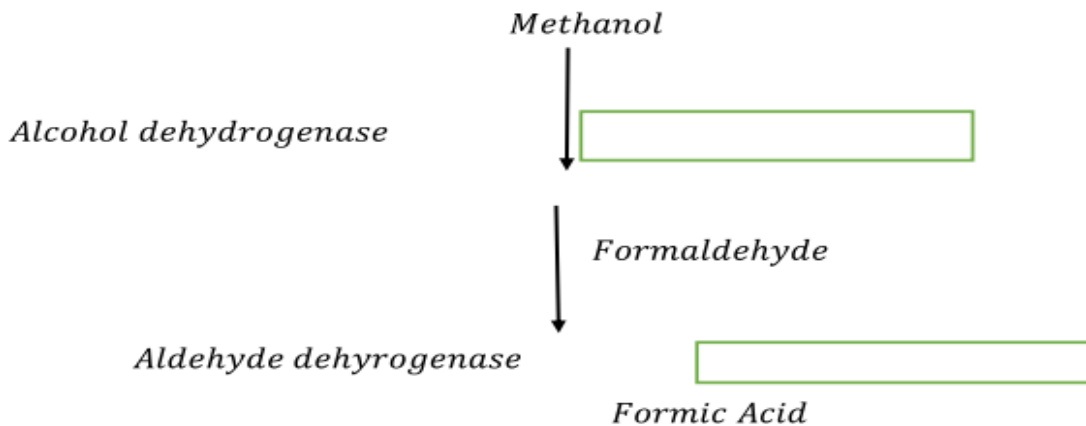 Methanol
Alcohol dehydrogenase
Formaldehyde
Aldehyde dehyrogenase
Formic Acid